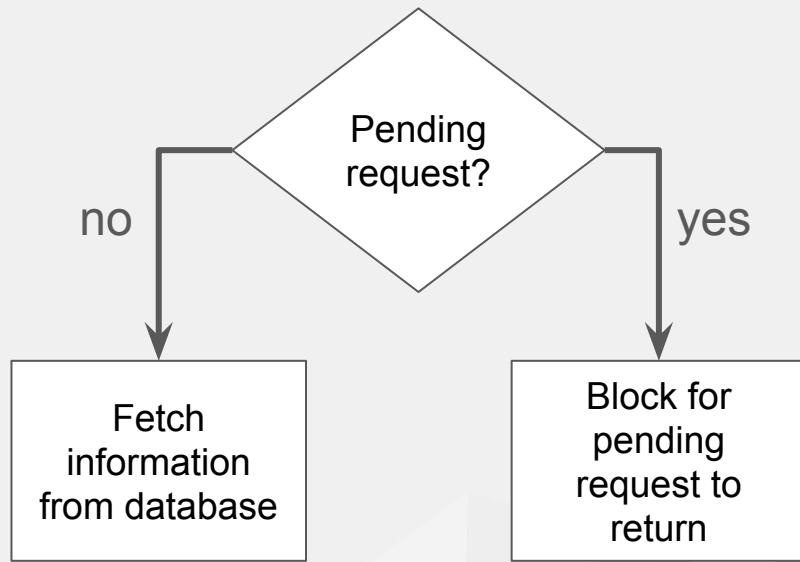 Pending
request?
no
yes
Fetch
information
from database
Block for
pending
request to
return